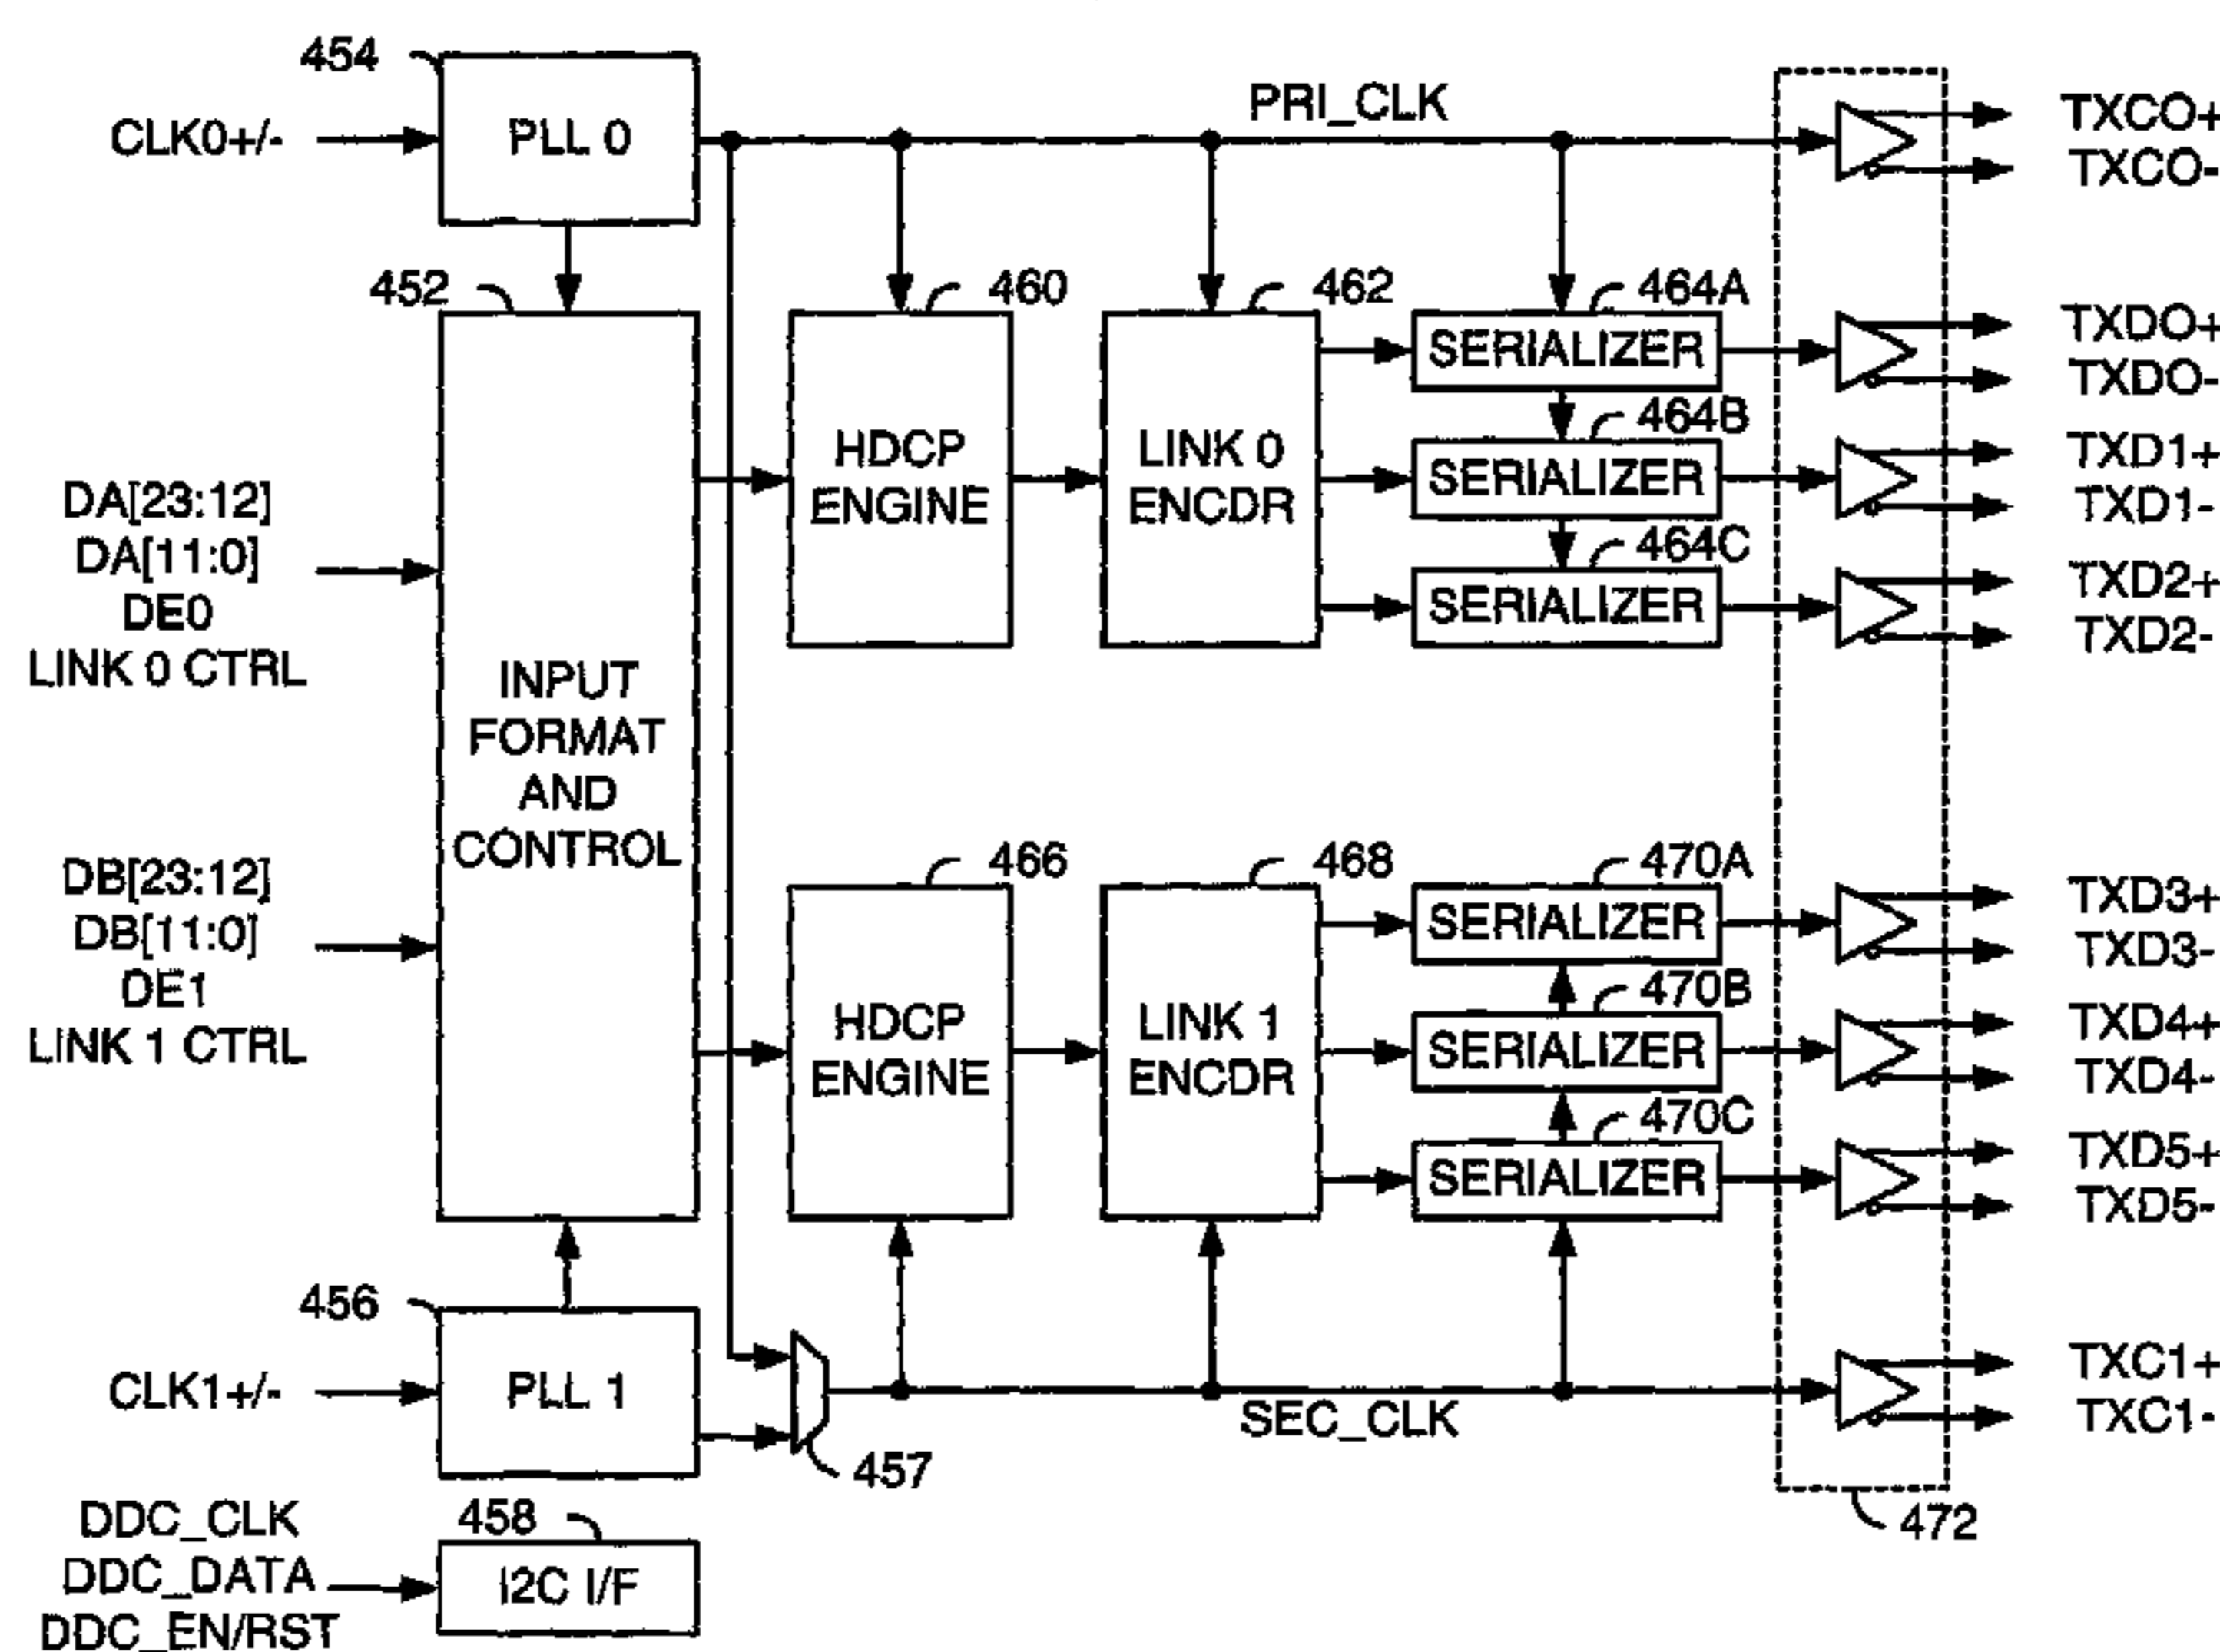 454
CLK0+/-
PLL 0
PRI_CLK
TXCO+
TXCO-
452
460
462
464A
SERIALIZER
TXDO+
TXDO-
464B
SERIALIZER
TXD1+
TXD1-
464C
SERIALIZER
TXD2+
TXD2-
HDCP
ENGINE
LINK 0
ENCDR
DA[23:12]
DA[11:0]
DE0
LINK 0 CTRL
INPUT
FORMAT
AND
CONTROL
DB[23:12]
DB[11:0]
DE1
LINK 1 CTRL
466
468
470A
SERIALIZER
TXD3+
TXD3-
HDCP
ENGINE
LINK 1
ENCDR
470B
SERIALIZER
TXD4+
TXD4-
470C
SERIALIZER
TXD5+
TXD5-
456
CLK1+/-
PLL 1
457
SEC_CLK
TXC1+
TXC1-
472
DDC_CLK
DDC_DATA
DDC_EN/RST
458
I2C I/F